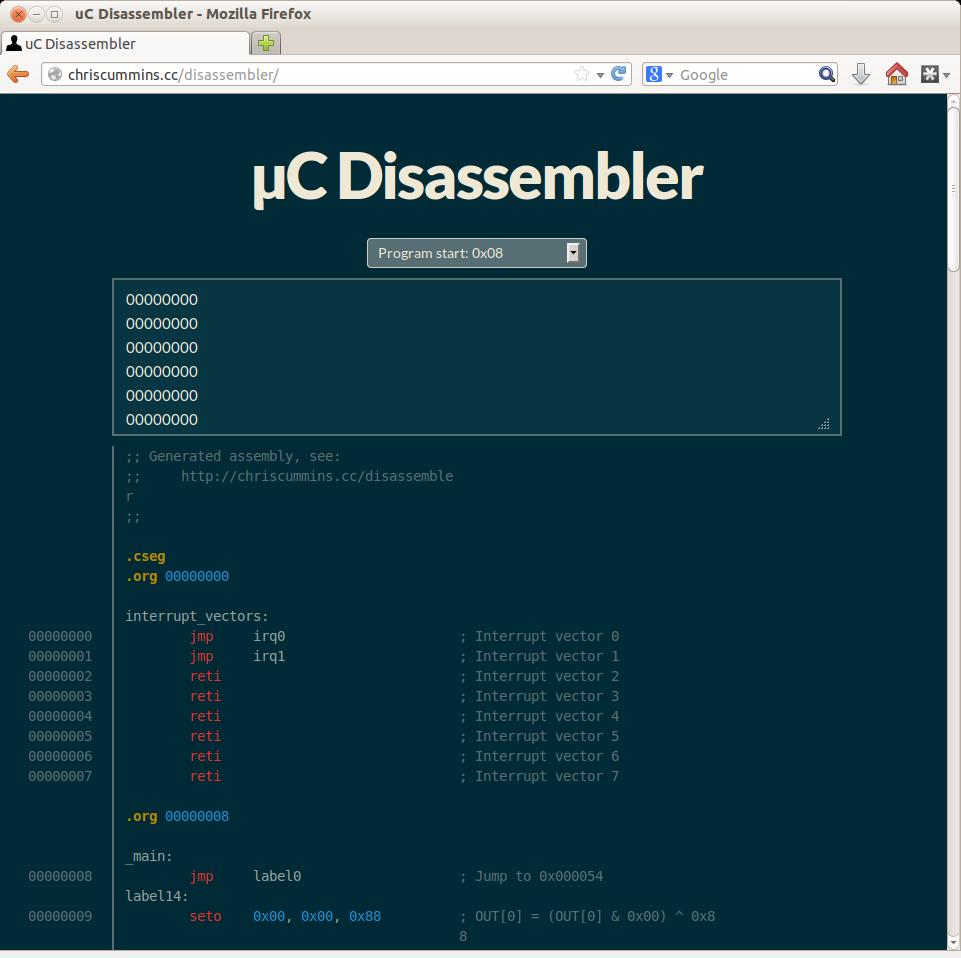 uC Disassembler - Mozilla Firefox
uC Disassembler
chriscummins.cc/disassembler/
8 Google
µC Disassembler
Program start: 0x08
00000000
00000000
00000000
00000000
00000000
00000000
;; Generated assembly, see:
;;     http://chriscummins.cc/disassemble
r
;;
.cseg
.org 00000000
interrupt_vectors:
00000000 jmp irq0 ; Interrupt vector 0
00000001 jmp irq1 ; Interrupt vector 1
00000002 reti ; Interrupt vector 2
00000003 reti ; Interrupt vector 3
00000004 reti ; Interrupt vector 4
00000005 reti ; Interrupt vector 5
00000006 reti ; Interrupt vector 6
00000007 reti ; Interrupt vector 7
.org 00000008
_main:
00000008 jmp label0 ; Jump to 0x000054
label14:
00000009 seto 0x00, 0x00, 0x88 ; OUT[0] = (OUT[0] & 0x00) ^ 0x8
8